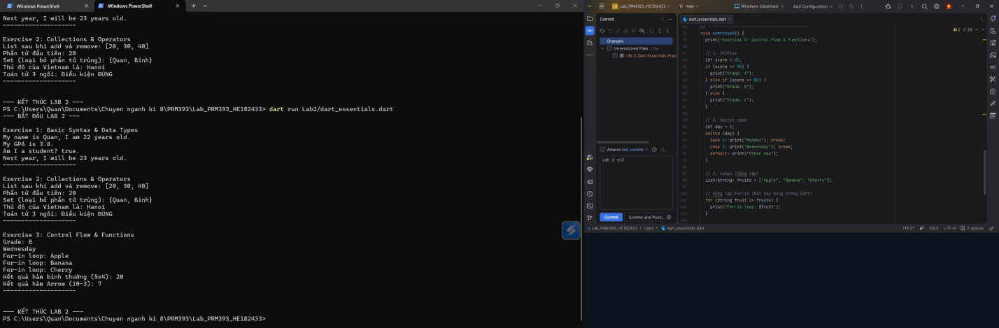 Windows PowerShell
Windows PowerShell
Next year, I will be 23 years old.
--------------------
Exercise 2: Collections & Operators
List sau khi add và remove: [20, 30, 40]
Phần tử đầu tiên: 20
Set (loại bỏ phần tử trùng): {Quan, Binh}
Thủ đô của Vietnam là: Hanoi
Toán tử 3 ngôi: Điều kiện ĐÚNG
--------------------
--- KẾT THÚC LAB 2 ---
PS C:\Users\Quan\Documents\Chuyen nganh ki 8\PRM393\Lab_PRM393_HE182433> dart run Lab2/dart_essentials.dart
--- BẮT ĐẦU LAB 2 ---
Exercise 1: Basic Syntax & Data Types
My name is Quan, I am 22 years old.
My GPA is 3.8.
Am I a student? true.
Next year, I will be 23 years old.
--------------------
Exercise 2: Collections & Operators
List sau khi add và remove: [20, 30, 40]
Phần tử đầu tiên: 20
Set (loại bỏ phần tử trùng): {Quan, Binh}
Thủ đô của Vietnam là: Hanoi
Toán tử 3 ngôi: Điều kiện ĐÚNG
--------------------
Exercise 3: Control Flow & Functions
Grade: B
Wednesday
For-in loop: Apple
For-in loop: Banana
For-in loop: Cherry
Kết quả hàm bình thường (5x4): 20
Kết quả hàm Arrow (10-3): 7
--------------------
--- KẾT THÚC LAB 2 ---
PS C:\Users\Quan\Documents\Chuyen nganh ki 8\PRM393\Lab_PRM393_HE182433>
LH Lab_PRM393_HE182433
main
Windows (desktop)
Add Configuration
Commit
Changes
Unversioned Files 1 file
~$b 2_Dart Essentials Prac
Amend last commit
Lab 2 ex3
Commit
Commit and Push...
dart_essentials.dart
2 25
void exercise3() {
print("Exercise 3: Control Flow & Functions");
// 1. If/Else
int score = 85;
if (score >= 90) {
print("Grade: A");
} else if (score >= 80) {
print("Grade: B");
} else {
print("Grade: C");
}
// 2. Switch case
int day = 3;
switch (day) {
case 1: print("Monday"); break;
case 3: print("Wednesday"); break;
default: print("Other day");
}
// 3. Loops (Vòng lặp)
List<String> fruits = ["Apple", "Banana", "Cherry"];
// Vòng lặp For-in (Rất hay dùng trong Dart)
for (String fruit in fruits) {
print("For-in loop: $fruit");
}
Lab_PRM393_HE182433 > Lab2 > dart_essentials.dart
116:37 CRLF UTF-8 2 spaces